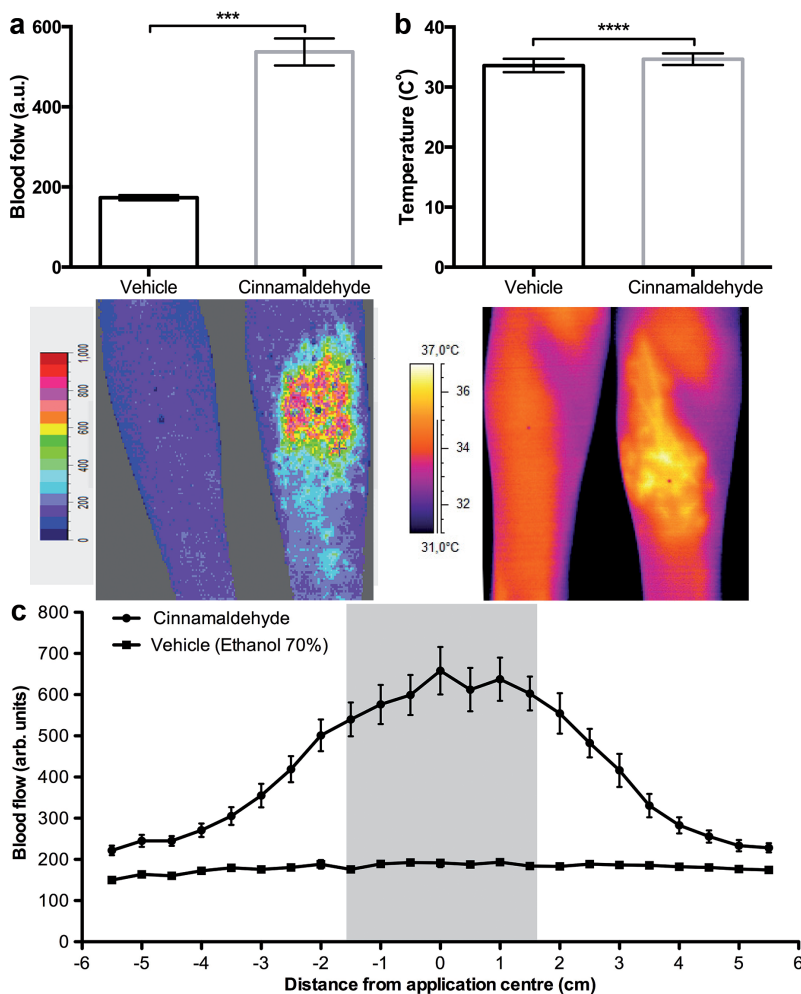 a
Blood folw (a.u.)
600
400
200
0
***
Vehicle
Cinnamaldehyde
b
Temperature (C°)
40
30
20
10
0
****
Vehicle
Cinnamaldehyde
1,000
800
600
400
200
0
37,0°C
36
34
32
31,0°C
c
Blood flow (arb. units)
800
700
600
500
400
300
200
100
0
Cinnamaldehyde
Vehicle (Ethanol 70%)
-6 -5 -4 -3 -2 -1 0 1 2 3 4 5 6
Distance from application centre (cm)